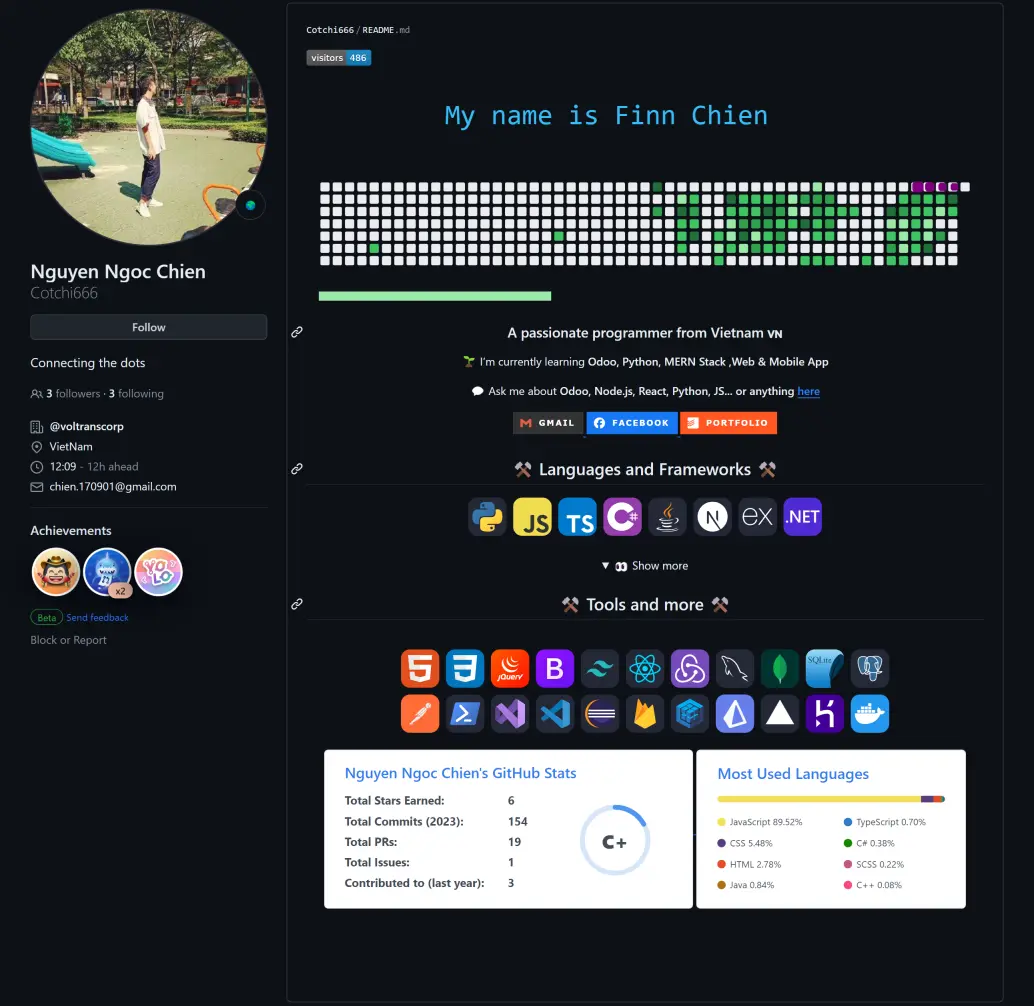 Nguyen Ngoc Chien
Cotchi666
Follow
Connecting the dots
3 followers · 3 following
@voltranscorp
VietNam
12:09 - 12h ahead
chien.170901@gmail.com
Achievements
x2
YOLO
Beta Send feedback
Block or Report
Cotchi666 / README.md
visitors 486
My name is Finn Chien
A passionate programmer from Vietnam VN
I'm currently learning Odoo, Python, MERN Stack ,Web & Mobile App
Ask me about Odoo, Node.js, React, Python, JS... or anything here
GMAIL FACEBOOK PORTFOLIO
Languages and Frameworks
JS TS C# N EX .NET
▼ Show more
Tools and more
5 3 jQuery B SQLite
Nguyen Ngoc Chien's GitHub Stats
Total Stars Earned: 6
Total Commits (2023): 154
Total PRs: 19
Total Issues: 1
Contributed to (last year): 3
C+
Most Used Languages
JavaScript 89.52% TypeScript 0.70%
CSS 5.48% C# 0.38%
HTML 2.78% SCSS 0.22%
Java 0.84% C++ 0.08%